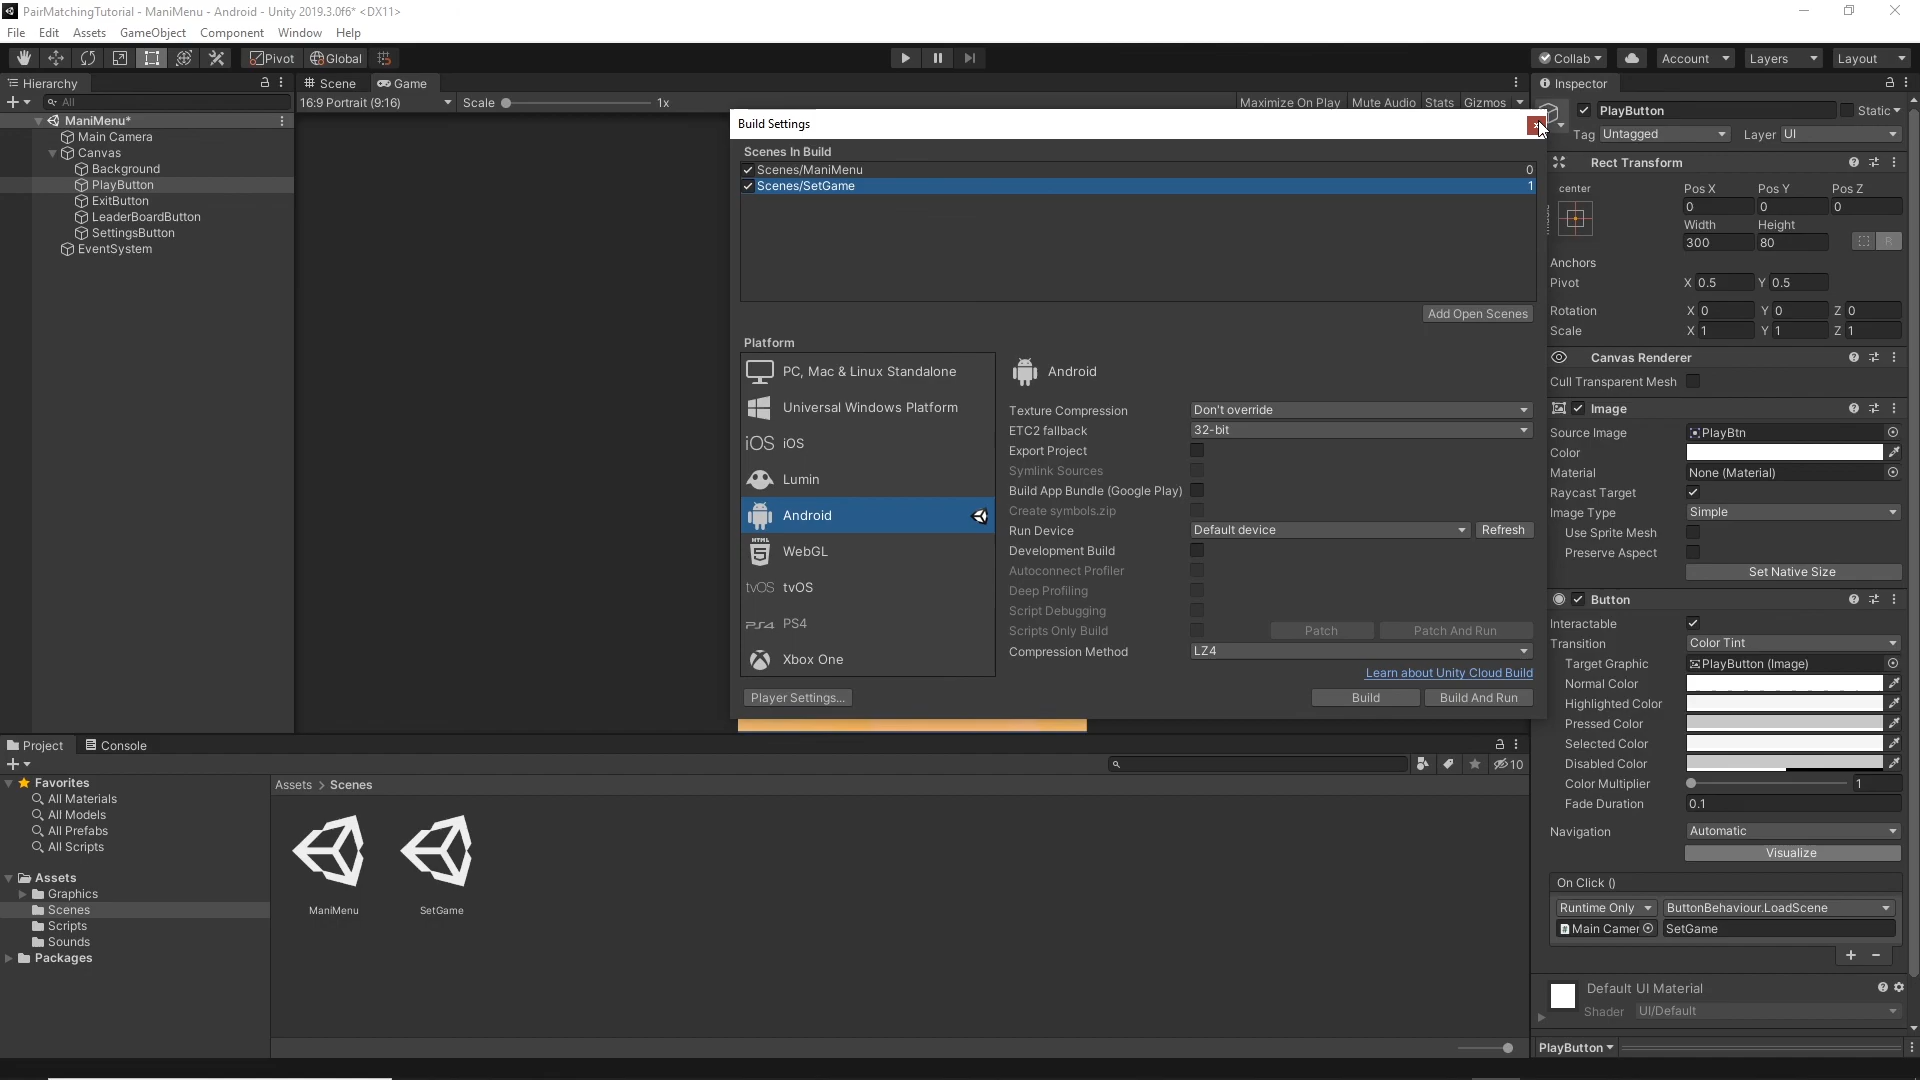 PairMatchingTutorial - ManiMenu - Android - Unity 2019.3.0f6* <DX11>
File Edit Assets GameObject Component Window Help
Pivot Global Collab Account Layers Layout
Hierarchy
All
ManiMenu*
Main Camera
Canvas
Background
PlayButton
ExitButton
LeaderBoardButton
SettingsButton
EventSystem
Scene Game
16:9 Portrait (9:16) Scale 1x Maximize On Play Mute Audio Stats Gizmos
Build Settings
Scenes In Build
Scenes/ManiMenu 0
Scenes/SetGame 1
Add Open Scenes
Platform
PC, Mac & Linux Standalone
Universal Windows Platform
iOS iOS
Lumin
Android
HTML 5 WebGL
tvOS tvOS
PS4 PS4
Xbox One
Player Settings...
Android
Texture Compression Don't override
ETC2 fallback 32-bit
Export Project
Symlink Sources
Build App Bundle (Google Play)
Create symbols.zip
Run Device Default device Refresh
Development Build
Autoconnect Profiler
Deep Profiling
Script Debugging
Scripts Only Build Patch Patch And Run
Compression Method LZ4
Learn about Unity Cloud Build
Build Build And Run
Inspector
PlayButton Static
Tag Untagged Layer UI
Rect Transform
center Pos X Pos Y Pos Z
0 0 0
Width Height
300 80 R
Anchors
Pivot X 0.5 Y 0.5
Rotation X 0 Y 0 Z 0
Scale X 1 Y 1 Z 1
Canvas Renderer
Cull Transparent Mesh
Image
Source Image PlayBtn
Color
Material None (Material)
Raycast Target
Image Type Simple
Use Sprite Mesh
Preserve Aspect
Set Native Size
Button
Interactable
Transition Color Tint
Target Graphic PlayButton (Image)
Normal Color
Highlighted Color
Pressed Color
Selected Color
Disabled Color
Color Multiplier 1
Fade Duration 0.1
Navigation Automatic
Visualize
On Click ()
Runtime Only ButtonBehaviour.LoadScene
Main Camer SetGame
Default UI Material
Shader UI/Default
PlayButton
Project Console
10
Favorites
All Materials
All Models
All Prefabs
All Scripts
Assets
Graphics
Scenes
Scripts
Sounds
Packages
Assets > Scenes
ManiMenu SetGame